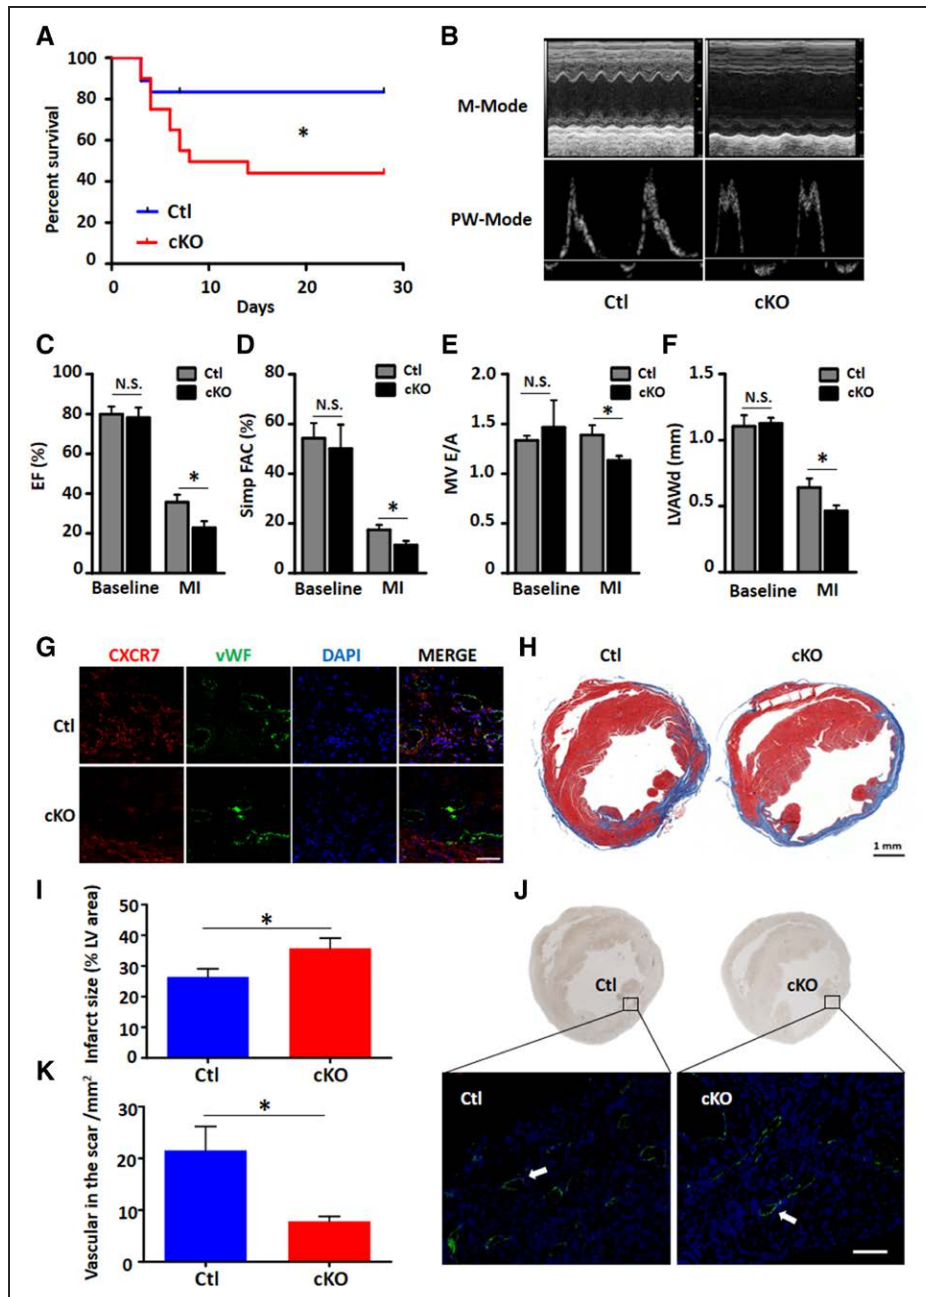 A
Percent survival
100
80
60
40
20
0
*
Ctl
cKO
0 10 20 30
Days
B
M-Mode
PW-Mode
Ctl cKO
C
EF (%)
100
80
60
40
20
0
Ctl
cKO
N.S.
*
Baseline MI
D
Simp FAC (%)
80
60
40
20
0
Ctl
cKO
N.S.
*
Baseline MI
E
MV E/A
2.0
1.5
1.0
0.5
0
Ctl
cKO
N.S.
*
Baseline MI
F
LVAWd (mm)
1.5
1.0
0.5
0
Ctl
cKO
N.S.
*
Baseline MI
G
CXCR7 vWF DAPI MERGE
Ctl
cKO
H
Ctl cKO
1 mm
I
Infarct size (% LV area)
50
40
30
20
10
0
*
Ctl cKO
J
Ctl cKO
Ctl cKO
K
Vascular in the scar /mm²
20
10
0
*
Ctl cKO